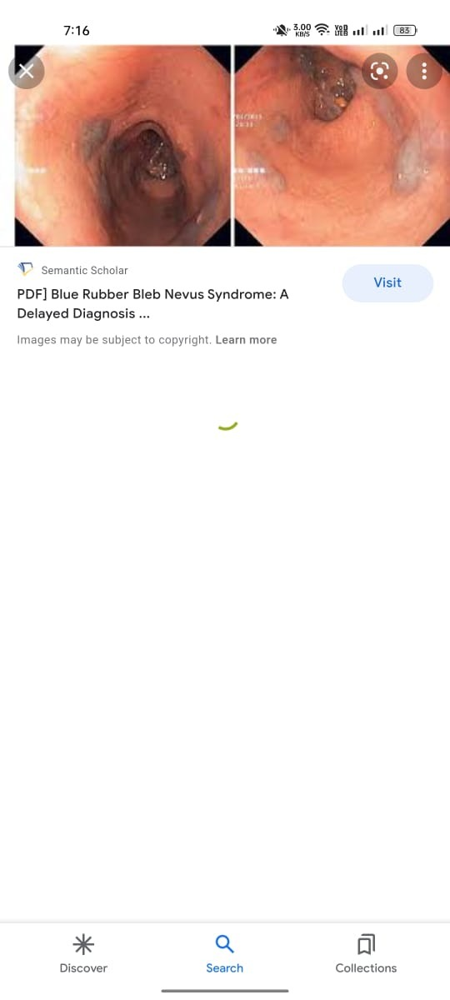 7:16
3.00
KB/S
83
Semantic Scholar
Visit
PDF] Blue Rubber Bleb Nevus Syndrome: A
Delayed Diagnosis ...
Images may be subject to copyright. Learn more
Discover
Search
Collections